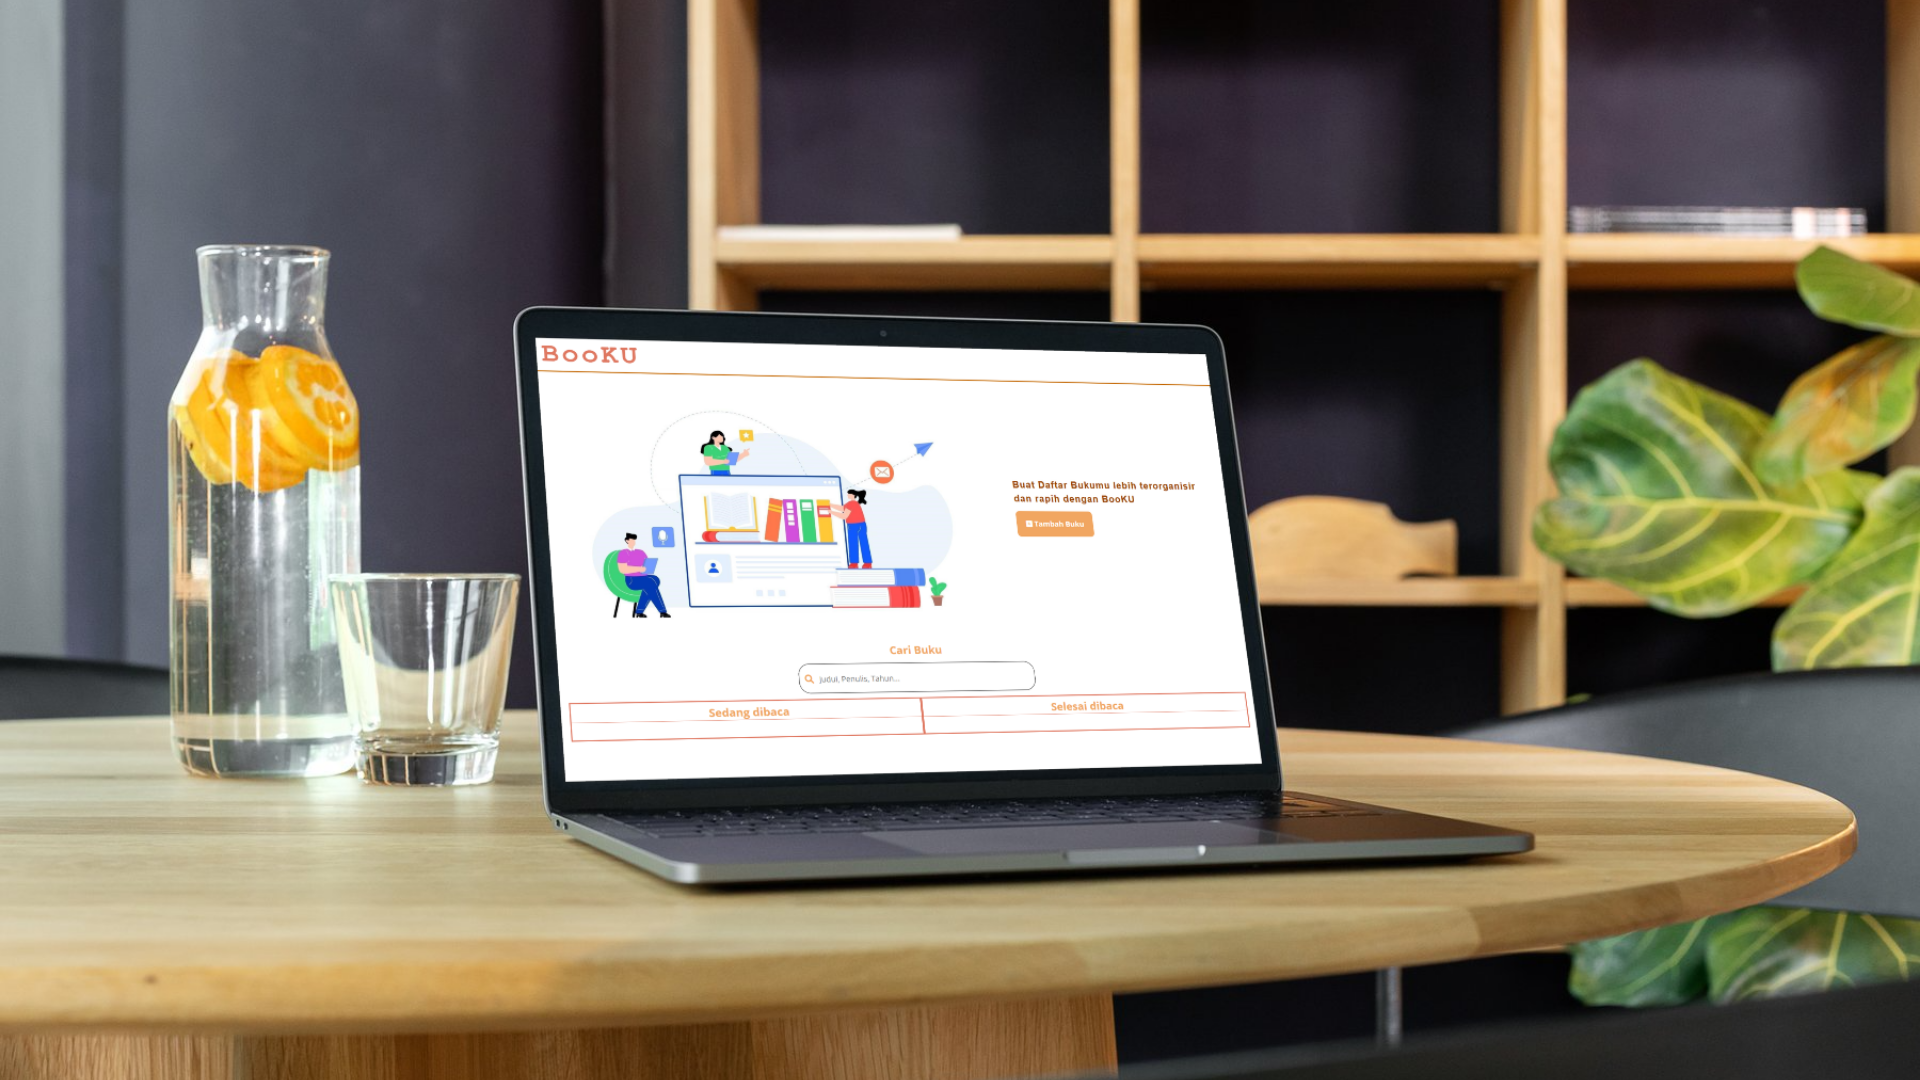 BooKU
Buat Daftar Bukumu lebih terorganisir
dan rapih dengan BooKU
Tambah Buku
Cari Buku
Judul, Penulis, Tahun...
Sedang dibaca
Selesai dibaca